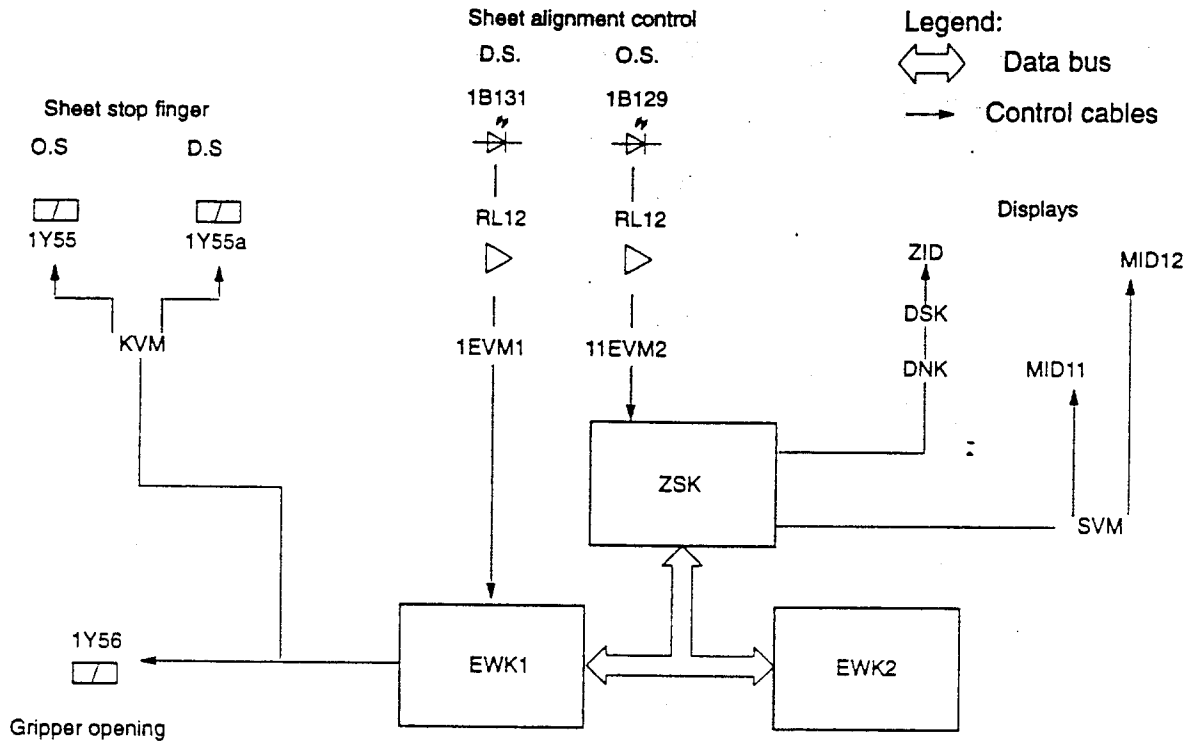 Sheet alignment control
D.S.
O.S.
1B131
1B129
RL12
RL12
1EVM1
11EVM2
Legend:
Data bus
Control cables
Sheet stop finger
O.S
D.S
1Y55
1Y55a
KVM
Displays
ZID
MID12
DSK
DNK
MID11
ZSK
SVM
1Y56
EWK1
EWK2
Gripper opening